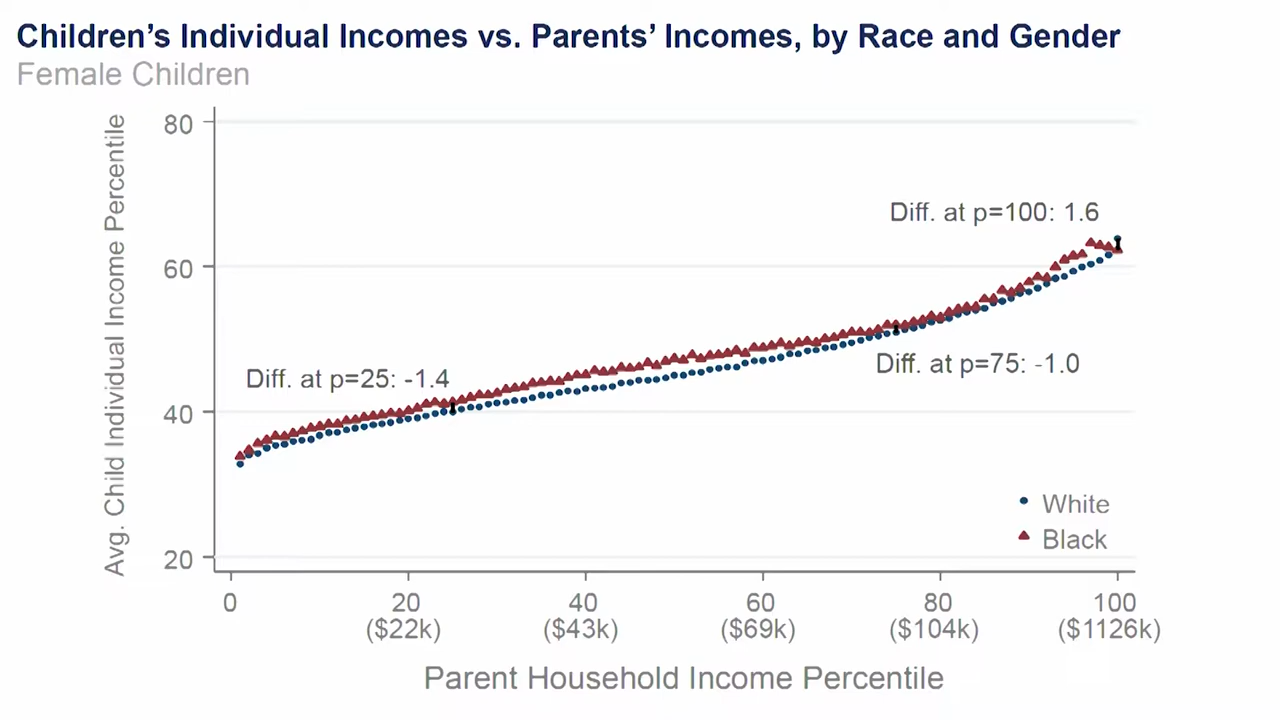 Children's Individual Incomes vs. Parents' Incomes, by Race and Gender
Female Children
Avg. Child Individual Income Percentile
80
60
40
20
Diff. at p=100: 1.6
Diff. at p=25: -1.4
Diff. at p=75: -1.0
White
Black
0 20 40 60 80 100
($22k) ($43k) ($69k) ($104k) ($1126k)
Parent Household Income Percentile